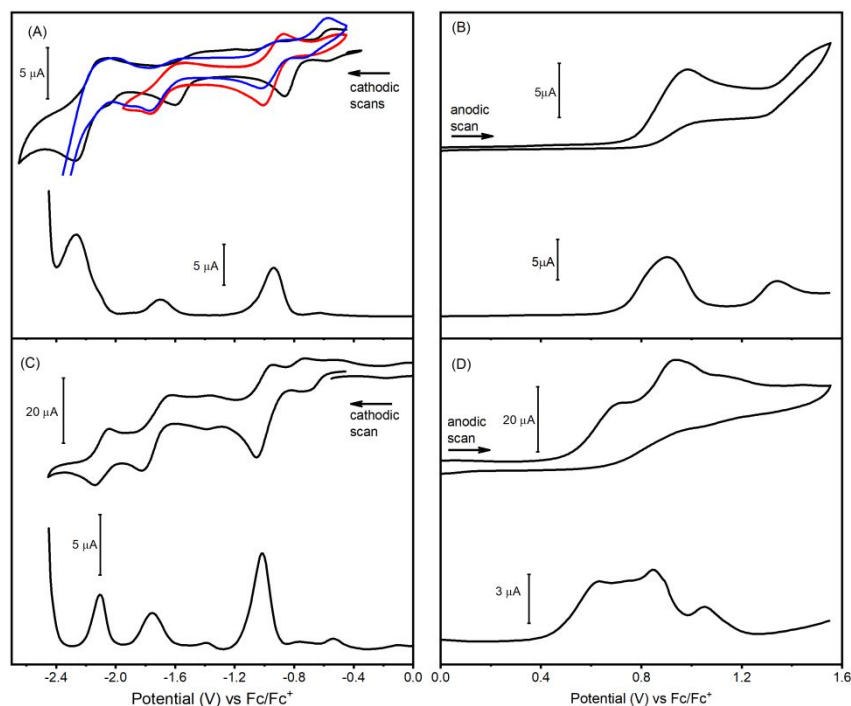 (A)
5 μA
cathodic
scans
5 μA
(B)
5μA
anodic
scan
5μA
(C)
20 μA
cathodic
scan
5 μA
-2.4 -2.0 -1.6 -1.2 -0.8 -0.4 0.0
Potential (V) vs Fc/Fc⁺
(D)
anodic
scan
20 μA
3 μA
0.0 0.4 0.8 1.2 1.6
Potential (V) vs Fc/Fc⁺